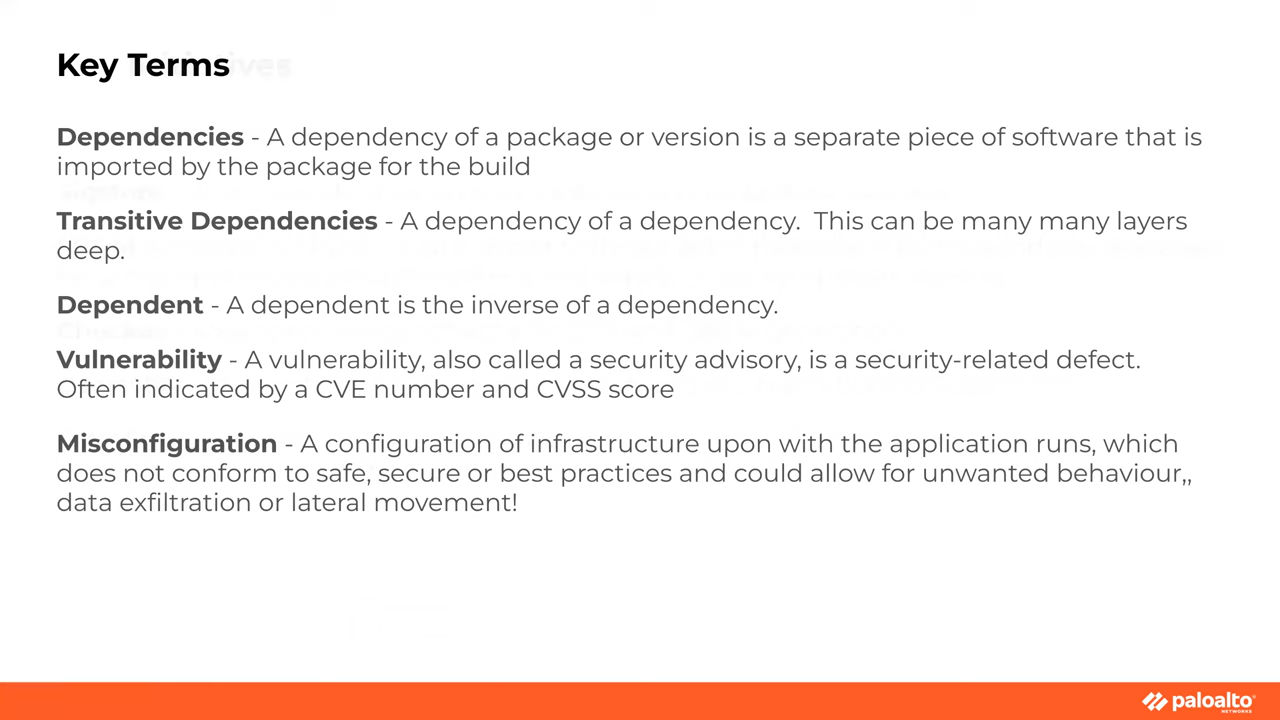 Key Terms
Dependencies - A dependency of a package or version is a separate piece of software that is
imported by the package for the build
Transitive Dependencies - A dependency of a dependency.  This can be many many layers
deep.
Dependent - A dependent is the inverse of a dependency.
Vulnerability - A vulnerability, also called a security advisory, is a security-related defect.
Often indicated by a CVE number and CVSS score
Misconfiguration - A configuration of infrastructure upon with the application runs, which
does not conform to safe, secure or best practices and could allow for unwanted behaviour,,
data exfiltration or lateral movement!
paloalto
NETWORKS